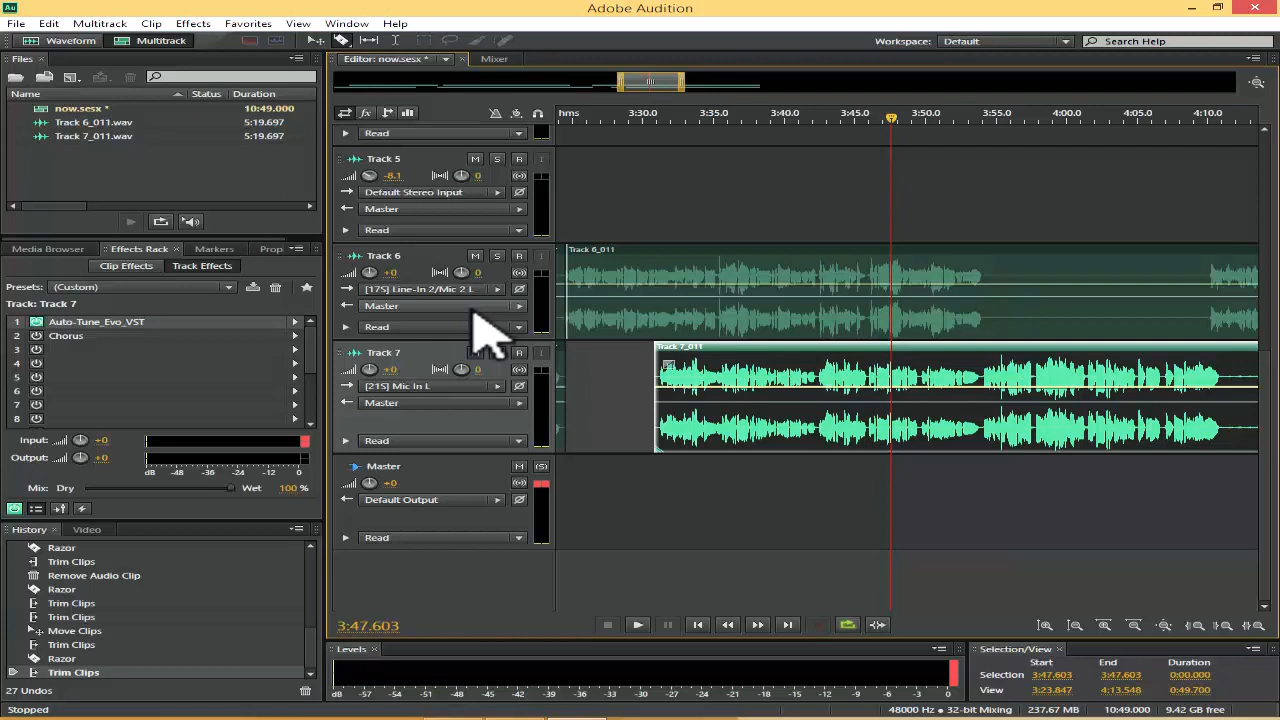 Au
Adobe Audition
File Edit Multitrack Clip Effects Favorites View Window Help
Waveform Multitrack
Workspace: Default
Search Help
Files
Editor: now.sesx * Mixer
Name Status Duration
now.sesx * 10:49.000
Track 6_011.wav 5:19.697
Track 7_011.wav 5:19.697
fx
hms 3:30.0 3:35.0 3:40.0 3:45.0 3:50.0 3:55.0 4:00.0 4:05.0 4:10.0
Read
Track 5 M S R I
-8.1 0
Default Stereo Input
Master
Read
Track 6 M S R I
+0 0
[17S] Line-In 2/Mic 2 L
Master
Read
Track 6_011
Track 7 R I
+0 0
[21S] Mic In L
Master
Read
Track 7_011
Master M (S)
+0
Default Output
Read
Media Browser Effects Rack Markers Prop
Clip Effects Track Effects
Presets: (Custom)
Track: Track 7
1 Auto-Tune_Evo_VST
2 Chorus
3
4
5
6
7
8
Input: +0
Output: +0
dB -48 -36 -24 -12 0
Mix: Dry Wet 100 %
History Video
Razor
Trim Clips
Remove Audio Clip
Razor
Trim Clips
Trim Clips
Move Clips
Trim Clips
Razor
Trim Clips
27 Undos
3:47.603
Levels
dB -57 -54 -51 -48 -45 -42 -39 -36 -33 -30 -27 -24 -21 -18 -15 -12 -9 -6 -3 0
Selection/View
Start End Duration
Selection 3:47.603 3:47.603 0:00.000
View 3:23.847 4:13.548 0:49.700
Stopped
48000 Hz • 32-bit Mixing 237.67 MB 10:49.000 9.42 GB free